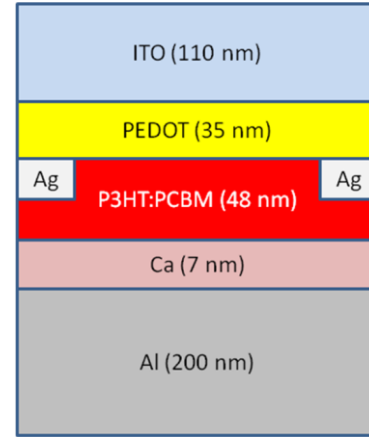 ITO (110 nm)
PEDOT (35 nm)
Ag
Ag
P3HT:PCBM (48 nm)
Ca (7 nm)
Al (200 nm)